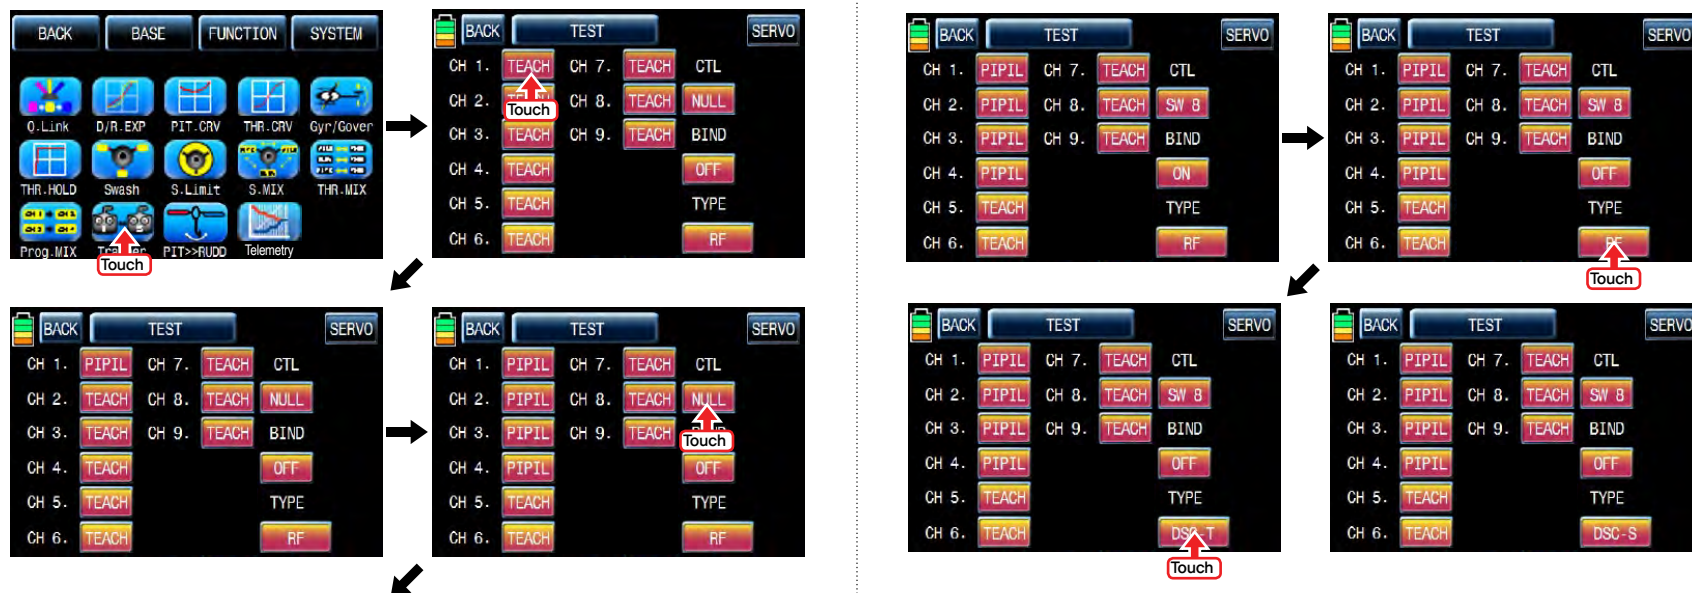 BACK BASE FUNCTION SYSTEM
Q.Link D/R.EXP PIT.CRV THR.CRV Gyr/Gover
THR.HOLD Swash S.Limit S.MIX THR.MIX
Prog.MIX PIT>>RUDD Telemetry
Touch
BACK TEST SERVO
CH 1. TEACH CH 7. TEACH CTL
CH 2. CH 8. TEACH NULL
Touch
CH 3. TEACH CH 9. TEACH BIND
CH 4. TEACH OFF
CH 5. TEACH TYPE
CH 6. TEACH RF
BACK TEST SERVO
CH 1. PIPIL CH 7. TEACH CTL
CH 2. TEACH CH 8. TEACH NULL
CH 3. TEACH CH 9. TEACH BIND
CH 4. TEACH OFF
CH 5. TEACH TYPE
CH 6. TEACH RF
BACK TEST SERVO
CH 1. PIPIL CH 7. TEACH CTL
CH 2. PIPIL CH 8. TEACH NULL
CH 3. PIPIL CH 9. TEACH
Touch
CH 4. PIPIL OFF
CH 5. TEACH TYPE
CH 6. TEACH RF
BACK TEST SERVO
CH 1. PIPIL CH 7. TEACH CTL
CH 2. PIPIL CH 8. TEACH SW 8
CH 3. PIPIL CH 9. TEACH BIND
CH 4. PIPIL ON
CH 5. TEACH TYPE
CH 6. TEACH RF
BACK TEST SERVO
CH 1. PIPIL CH 7. TEACH CTL
CH 2. PIPIL CH 8. TEACH SW 8
CH 3. PIPIL CH 9. TEACH BIND
CH 4. PIPIL OFF
CH 5. TEACH TYPE
CH 6. TEACH RF
Touch
BACK TEST SERVO
CH 1. PIPIL CH 7. TEACH CTL
CH 2. PIPIL CH 8. TEACH SW 8
CH 3. PIPIL CH 9. TEACH BIND
CH 4. PIPIL OFF
CH 5. TEACH TYPE
CH 6. TEACH DSC-T
Touch
BACK TEST SERVO
CH 1. PIPIL CH 7. TEACH CTL
CH 2. PIPIL CH 8. TEACH SW 8
CH 3. PIPIL CH 9. TEACH BIND
CH 4. PIPIL OFF
CH 5. TEACH TYPE
CH 6. TEACH DSC-S